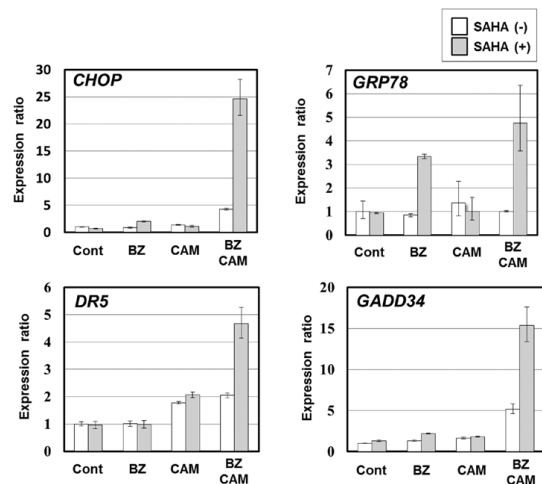 SAHA (-)
SAHA (+)
CHOP
Expression ratio
30
25
20
15
10
5
0
Cont
BZ
CAM
BZ
CAM
GRP78
Expression ratio
7
6
5
4
3
2
1
0
Cont
BZ
CAM
BZ
CAM
DR5
Expression ratio
6
5
4
3
2
1
0
Cont
BZ
CAM
BZ
CAM
GADD34
Expression ratio
20
15
10
5
0
Cont
BZ
CAM
BZ
CAM